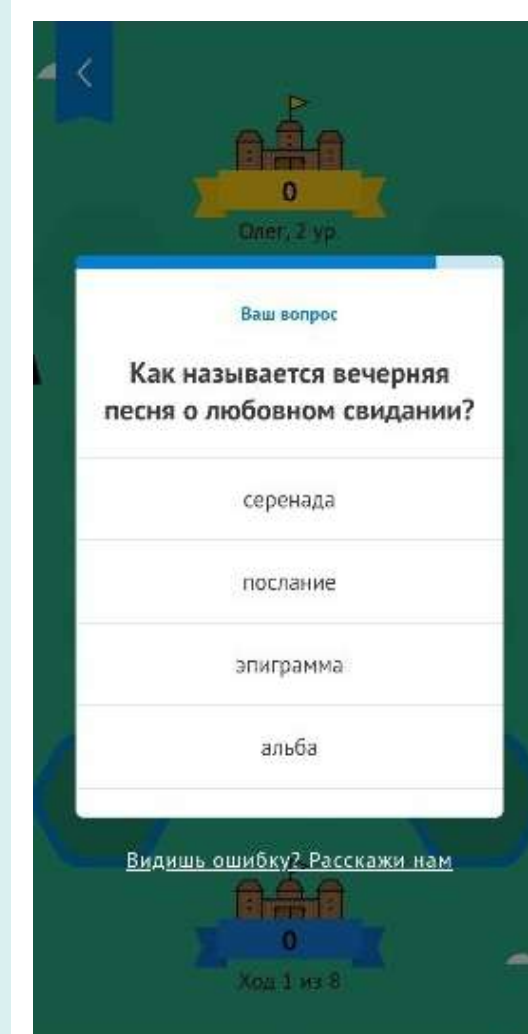 0
Олег, 2 ур.
Ваш вопрос
Как называется вечерняя
песня о любовном свидании?
серенада
послание
эпиграмма
альба
Видишь ошибку? Расскажи нам
0
Ход 1 из 8